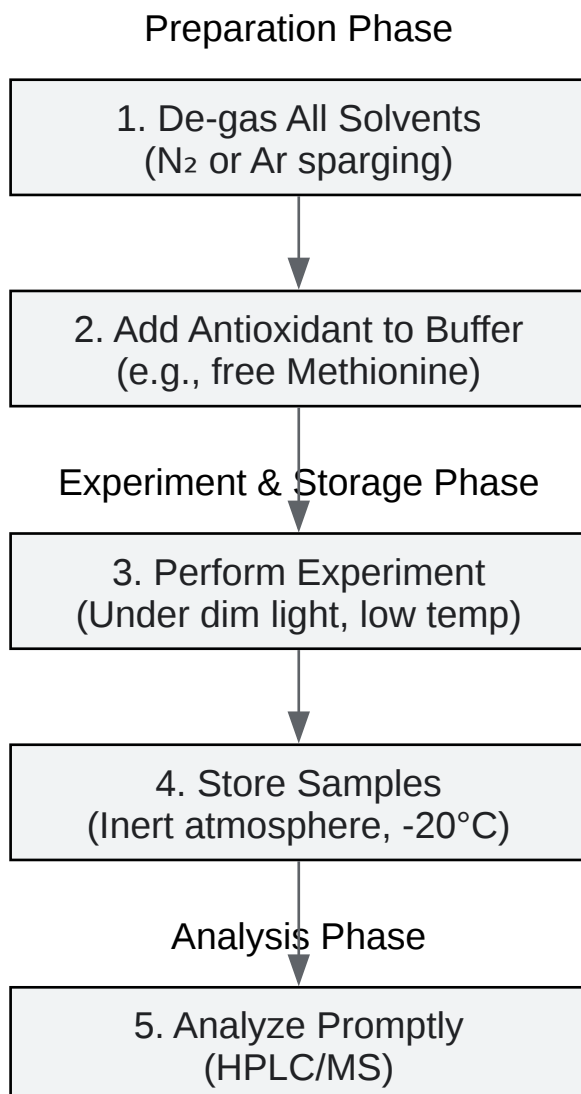 Preparation Phase
1. De-gas All Solvents
(N₂ or Ar sparging)
2. Add Antioxidant to Buffer
(e.g., free Methionine)
Experiment & Storage Phase
3. Perform Experiment
(Under dim light, low temp)
4. Store Samples
(Inert atmosphere, -20°C)
Analysis Phase
5. Analyze Promptly
(HPLC/MS)